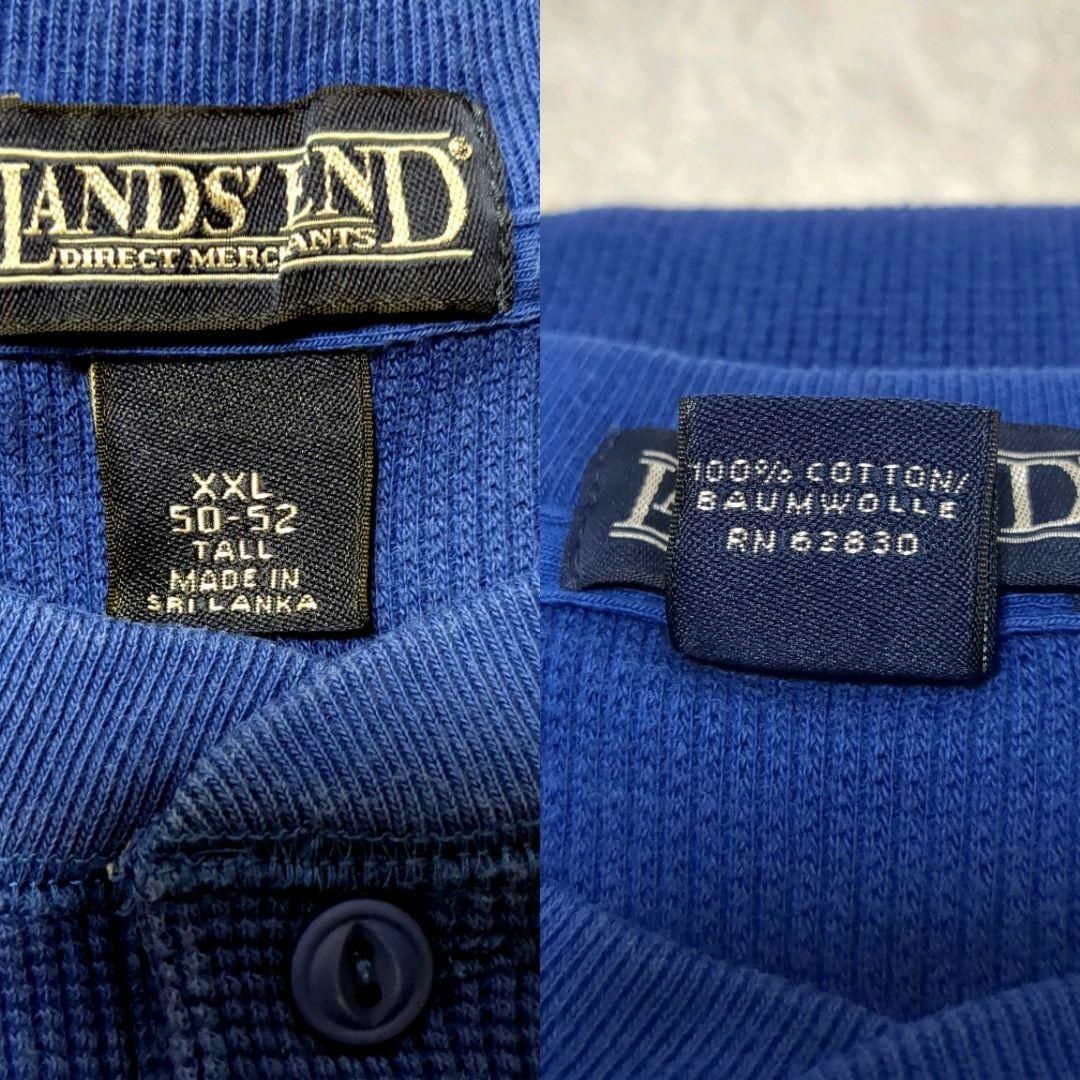 LANDS' END®
DIRECT MERCHANTS
XXL
50-52
TALL
MADE IN
SRI LANKA
100% COTTON/
BAUMWOLLE
RN 62830
L D